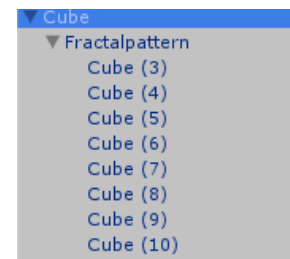 Cube
Fractalpattern
Cube (3)
Cube (4)
Cube (5)
Cube (6)
Cube (7)
Cube (8)
Cube (9)
Cube (10)